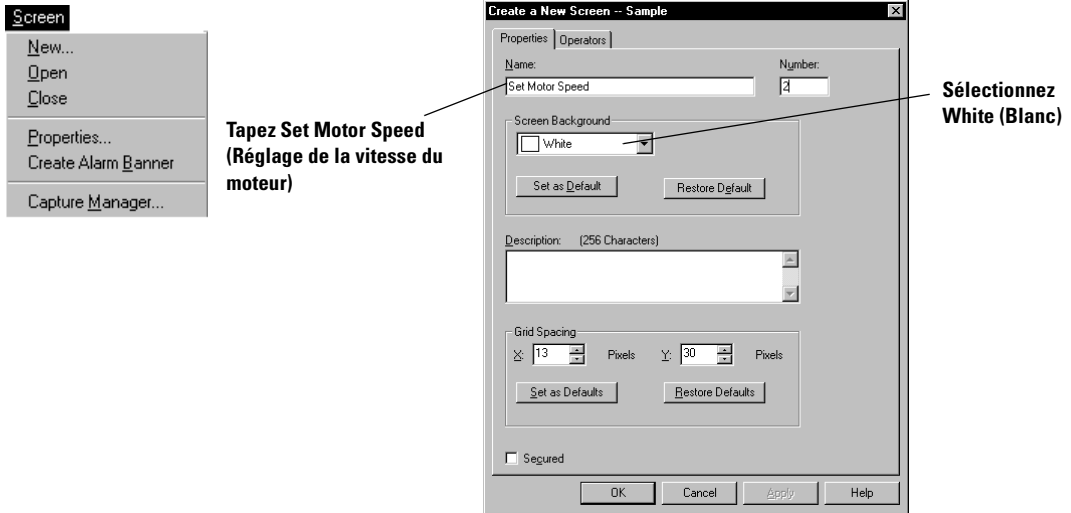 Screen
New...
Open
Close
Properties...
Create Alarm Banner
Capture Manager...
Tapez Set Motor Speed
(Réglage de la vitesse du
moteur)
Create a New Screen -- Sample
Properties Operators
Name: Number:
Set Motor Speed 2
Screen Background
White
Set as Default Restore Default
Description: (256 Characters)
Grid Spacing
X: 13 Pixels Y: 30 Pixels
Set as Defaults Restore Defaults
Secured
OK Cancel Apply Help
Sélectionnez
White (Blanc)